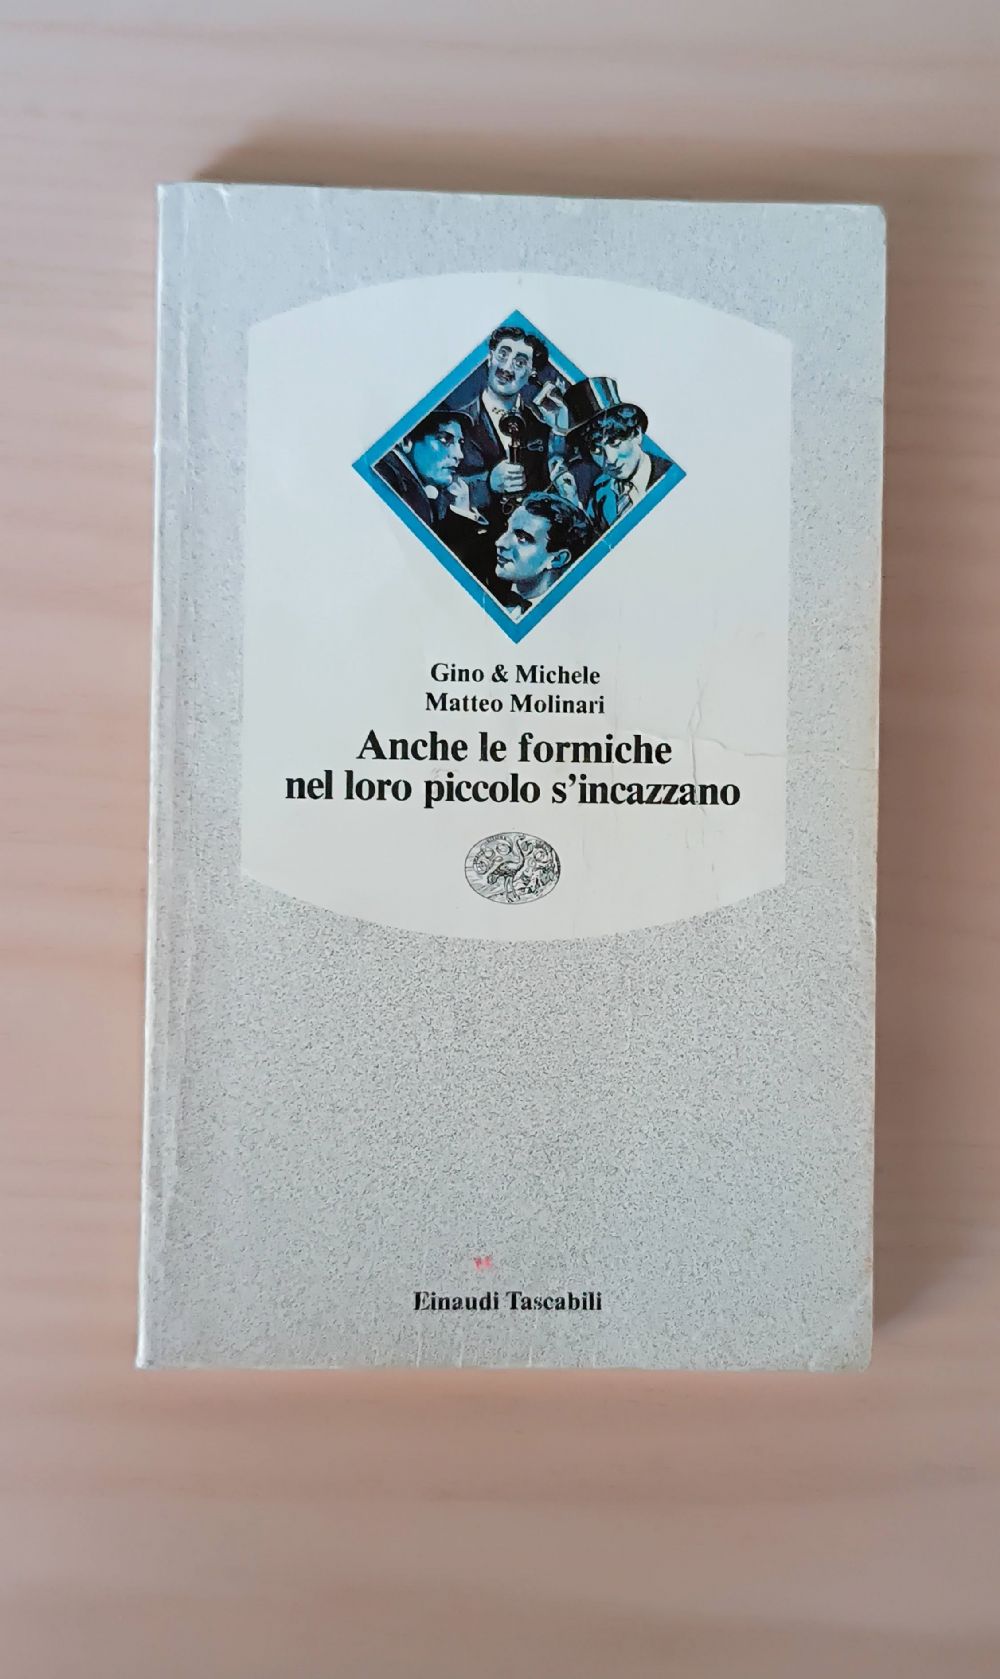 Gino & Michele
Matteo Molinari
Anche le formiche
nel loro piccolo s'incazzano
Einaudi Tascabili